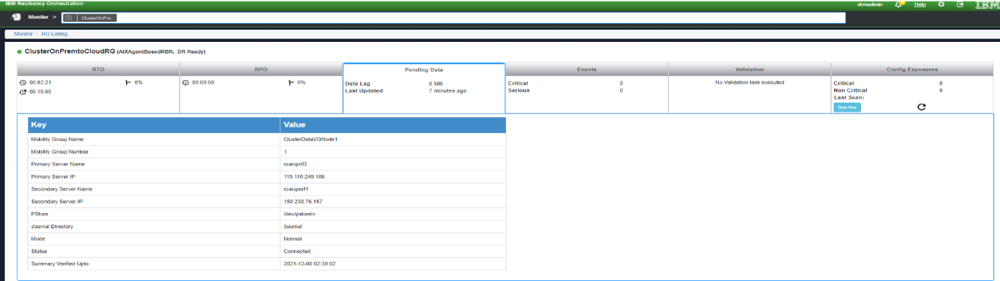 IBM Resiliency Orchestration
drmadmin Help IBM
Monitor > ClusterOnPre...
Monitor / RG Listing
ClusterOnPremtoCloudRG (AIXAgentBasedRBR, DR Ready)
RTO RPO Pending Data Events Validation Config Exposures
00:02:21 0% 00:00:00 0% Data Lag 0 MB Critical 0 No Validation task executed Critical 0
00:10:00 Last Updated 7 minutes ago Serious 0 Non Critical 0
Last Scan:
Scan Now
Key Value
Mobility Group Name ClusterDataVGNode1
Mobility Group Number 1
Primary Server Name roaixpr03
Primary Server IP 115.110.249.106
Secondary Server Name roaixperf1
Secondary Server IP 150.238.76.157
PStore /dev/pstorelv
Journal Directory /journal
Mode Normal
Status Connected
Summary Verified Upto 2021-12-08 02:30:02